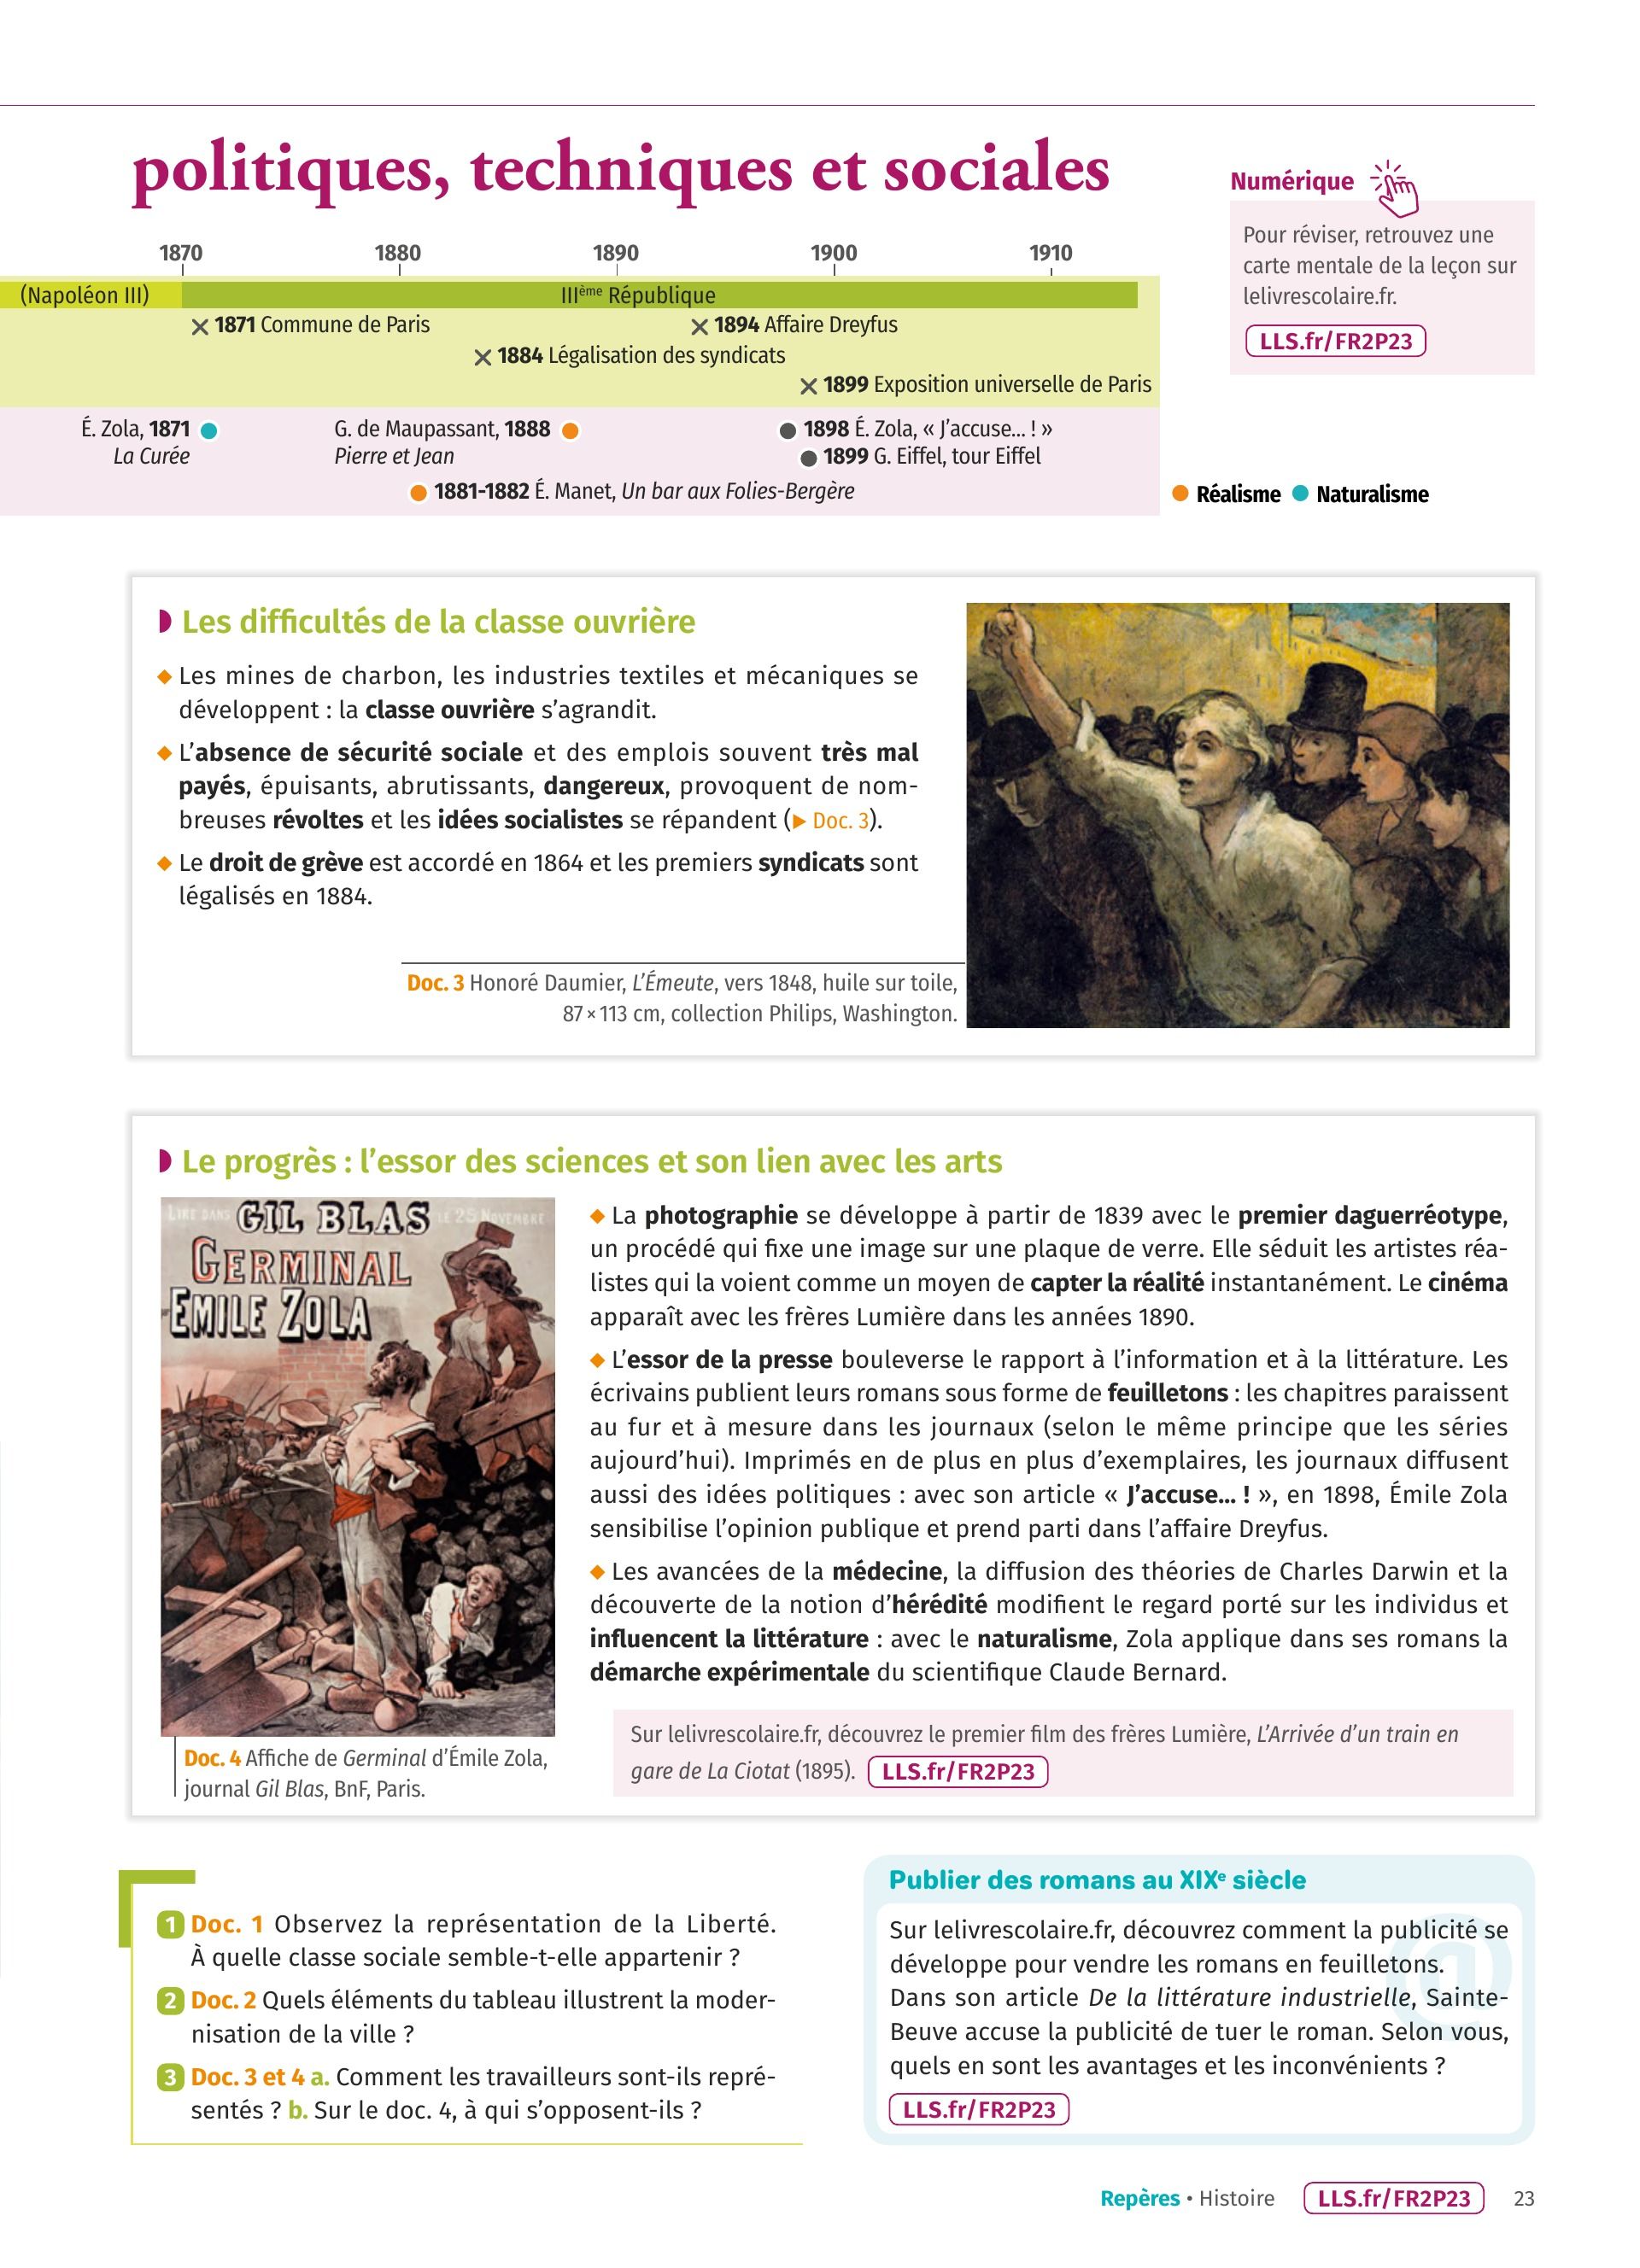 politiques, techniques et sociales
Numérique
Pour réviser, retrouvez une
carte mentale de la leçon sur
lelivrescolaire.fr.
LLS.fr/FR2P23
1870
1880
1890
1900
1910
(Napoléon III)
IIIème République
1871 Commune de Paris
1894 Affaire Dreyfus
1884 Légalisation des syndicats
1899 Exposition universelle de Paris
É. Zola, 1871
La Curée
G. de Maupassant, 1888
Pierre et Jean
1898 É. Zola, « J’accuse… ! »
1899 G. Eiffel, tour Eiffel
1881-1882 É. Manet, Un bar aux Folies-Bergère
Réalisme
Naturalisme
Les difficultés de la classe ouvrière
Les mines de charbon, les industries textiles et mécaniques se
développent : la classe ouvrière s’agrandit.
L’absence de sécurité sociale et des emplois souvent très mal
payés, épuisants, abrutissants, dangereux, provoquent de nom-
breuses révoltes et les idées socialistes se répandent (▶ Doc. 3).
Le droit de grève est accordé en 1864 et les premiers syndicats sont
légalisés en 1884.
Doc. 3 Honoré Daumier, L’Émeute, vers 1848, huile sur toile,
87 × 113 cm, collection Philips, Washington.
Le progrès : l’essor des sciences et son lien avec les arts
LIRE DANS GIL BLAS LE 25 NOVEMBRE
GERMINAL
EMILE ZOLA
Doc. 4 Affiche de Germinal d’Émile Zola,
journal Gil Blas, BnF, Paris.
La photographie se développe à partir de 1839 avec le premier daguerréotype,
un procédé qui fixe une image sur une plaque de verre. Elle séduit les artistes réa-
listes qui la voient comme un moyen de capter la réalité instantanément. Le cinéma
apparaît avec les frères Lumière dans les années 1890.
L’essor de la presse bouleverse le rapport à l’information et à la littérature. Les
écrivains publient leurs romans sous forme de feuilletons : les chapitres paraissent
au fur et à mesure dans les journaux (selon le même principe que les séries
aujourd’hui). Imprimés en de plus en plus d’exemplaires, les journaux diffusent
aussi des idées politiques : avec son article « J’accuse… ! », en 1898, Émile Zola
sensibilise l’opinion publique et prend parti dans l’affaire Dreyfus.
Les avancées de la médecine, la diffusion des théories de Charles Darwin et la
découverte de la notion d’hérédité modifient le regard porté sur les individus et
influencent la littérature : avec le naturalisme, Zola applique dans ses romans la
démarche expérimentale du scientifique Claude Bernard.
Sur lelivrescolaire.fr, découvrez le premier film des frères Lumière, L’Arrivée d’un train en
gare de La Ciotat (1895). LLS.fr/FR2P23
1 Doc. 1 Observez la représentation de la Liberté.
À quelle classe sociale semble-t-elle appartenir ?
2 Doc. 2 Quels éléments du tableau illustrent la moder-
nisation de la ville ?
3 Doc. 3 et 4 a. Comment les travailleurs sont-ils repré-
sentés ? b. Sur le doc. 4, à qui s’opposent-ils ?
Publier des romans au XIXe siècle
Sur lelivrescolaire.fr, découvrez comment la publicité se
développe pour vendre les romans en feuilletons.
Dans son article De la littérature industrielle, Sainte-
Beuve accuse la publicité de tuer le roman. Selon vous,
quels en sont les avantages et les inconvénients ?
LLS.fr/FR2P23
Repères • Histoire LLS.fr/FR2P23 23